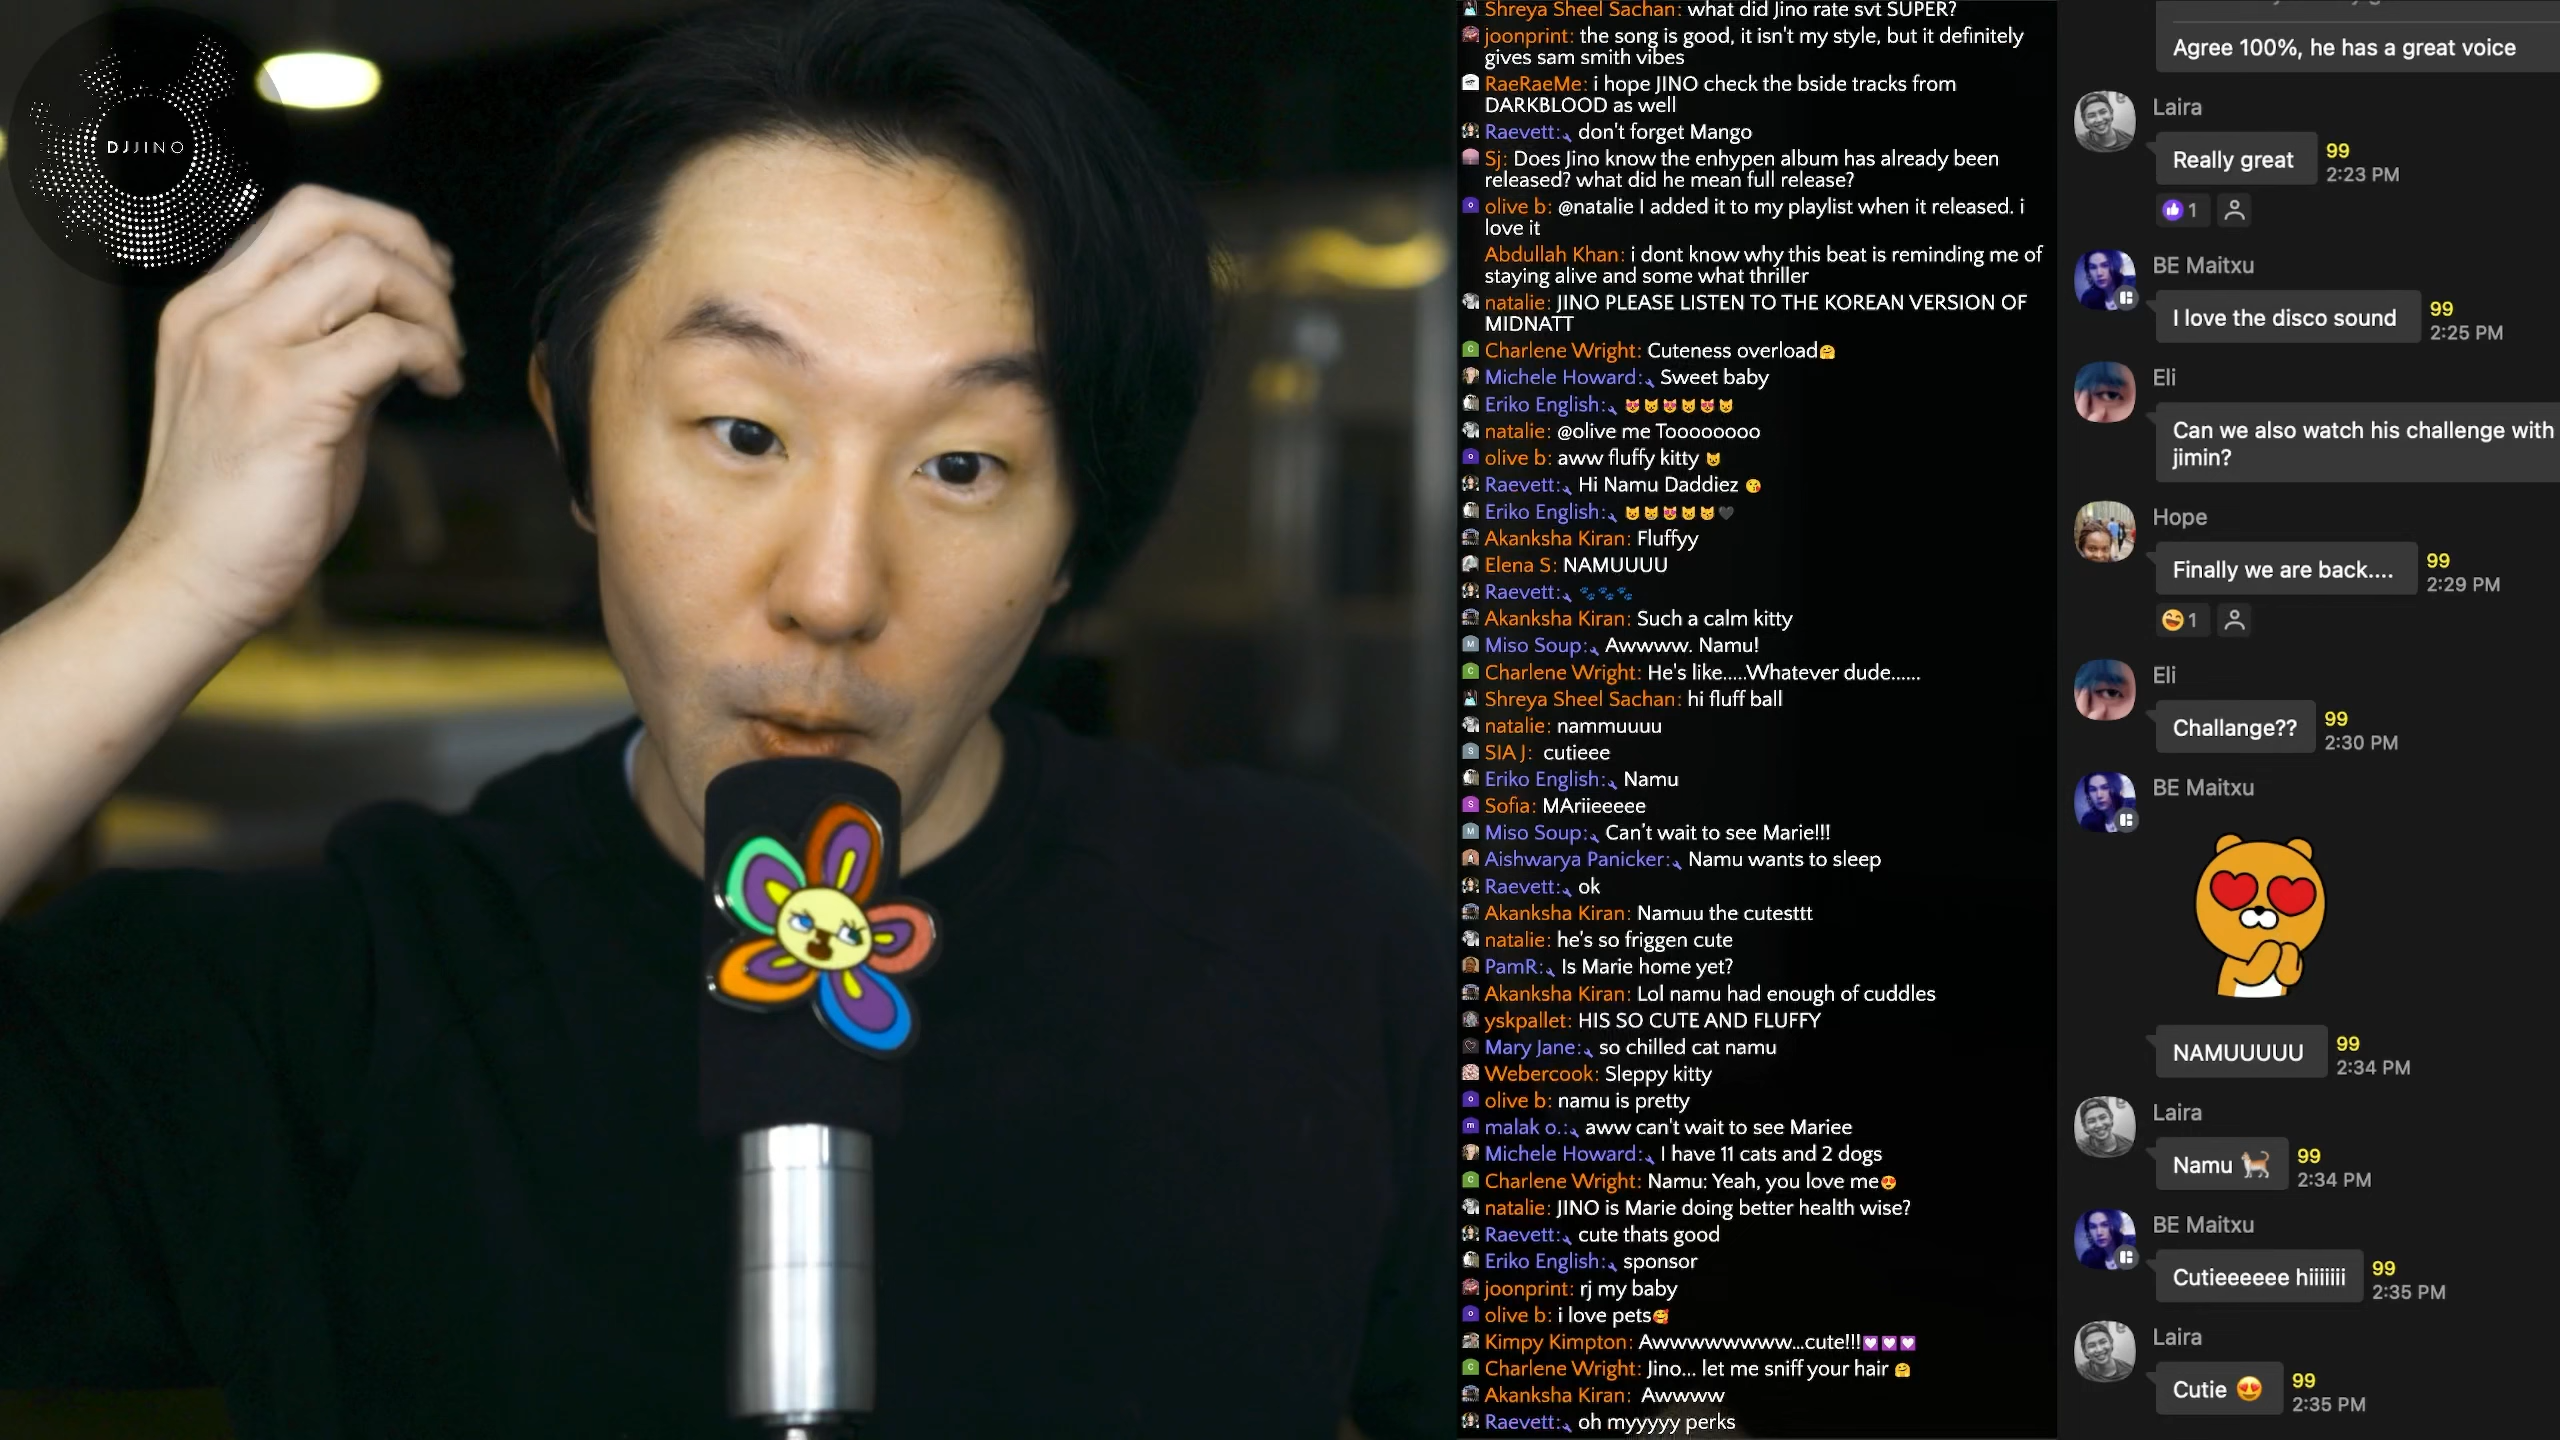 DJJINO
Shreya Sheel Sachan: what did Jino rate svt SUPER?
joonprint: the song is good, it isn't my style, but it definitely
gives sam smith vibes
RaeRaeMe: i hope JINO check the bside tracks from
DARKBLOOD as well
Raevett: don't forget Mango
Sj: Does Jino know the enhypen album has already been
released? what did he mean full release?
olive b: @natalie I added it to my playlist when it released. i
love it
Abdullah Khan: i dont know why this beat is reminding me of
staying alive and some what thriller
natalie: JINO PLEASE LISTEN TO THE KOREAN VERSION OF
MIDNATT
Charlene Wright: Cuteness overload🤗
Michele Howard: Sweet baby
Eriko English: 😻😺😻😺😻😺
natalie: @olive me Toooooooo
olive b: aww fluffy kitty 😺
Raevett: Hi Namu Daddiez 😘
Eriko English: 😺😺😻😺😺🖤
Akanksha Kiran: Fluffyy
Elena S: NAMUUUU
Raevett: 🐾🐾🐾
Akanksha Kiran: Such a calm kitty
Miso Soup: Awwww. Namu!
Charlene Wright: He's like.....Whatever dude......
Shreya Sheel Sachan: hi fluff ball
natalie: nammuuuu
SIA J: cutieee
Eriko English: Namu
Sofia: MAriieeeee
Miso Soup: Can't wait to see Marie!!!
Aishwarya Panicker: Namu wants to sleep
Raevett: ok
Akanksha Kiran: Namuu the cutesttt
natalie: he's so friggen cute
PamR: Is Marie home yet?
Akanksha Kiran: Lol namu had enough of cuddles
yskpallet: HIS SO CUTE AND FLUFFY
Mary Jane: so chilled cat namu
Webercook: Sleppy kitty
olive b: namu is pretty
malak o.: aww can't wait to see Mariee
Michele Howard: I have 11 cats and 2 dogs
Charlene Wright: Namu: Yeah, you love me😍
natalie: JINO is Marie doing better health wise?
Raevett: cute thats good
Eriko English: sponsor
joonprint: rj my baby
olive b: i love pets🥰
Kimpy Kimpton: Awwwwwwww...cute!!!💟💟💟
Charlene Wright: Jino... let me sniff your hair 🤗
Akanksha Kiran: Awwww
Raevett: oh myyyyy perks
Agree 100%, he has a great voice
Laira
Really great
99
2:23 PM
1
BE Maitxu
I love the disco sound
99
2:25 PM
Eli
Can we also watch his challenge with
jimin?
Hope
Finally we are back....
99
2:29 PM
1
Eli
Challange??
99
2:30 PM
BE Maitxu
NAMUUUUU
99
2:34 PM
Laira
Namu 🐈
99
2:34 PM
BE Maitxu
Cutieeeeee hiiiiiii
99
2:35 PM
Laira
Cutie 😍
99
2:35 PM